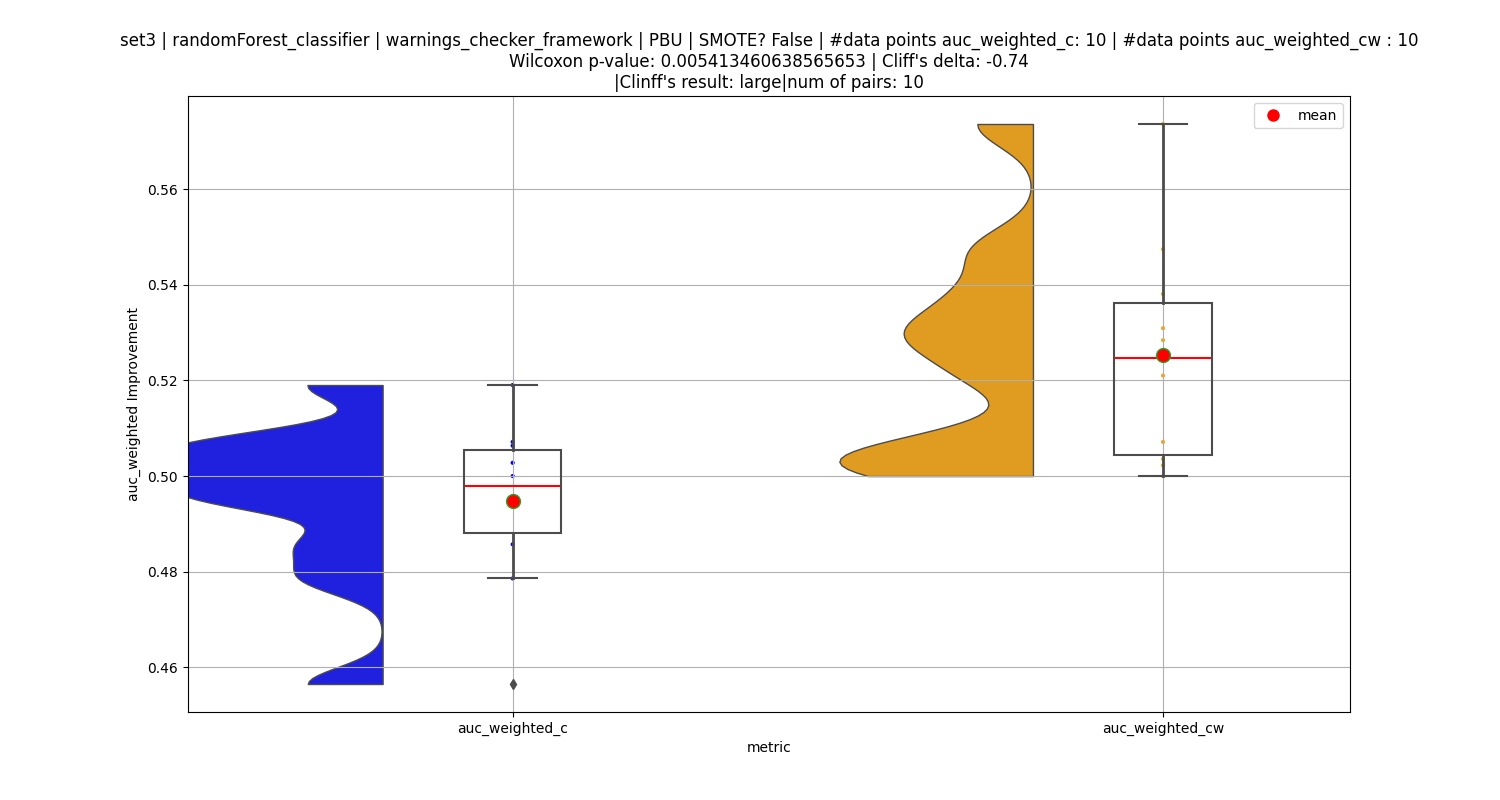 set3 | randomForest_classifier | warnings_checker_framework | PBU | SMOTE? False | #data points auc_weighted_c: 10 | #data points auc_weighted_cw : 10
Wilcoxon p-value: 0.005413460638565653 | Cliff's delta: -0.74
|Clinff's result: large|num of pairs: 10
mean
auc_weighted Improvement
0.56
0.54
0.52
0.50
0.48
0.46
auc_weighted_c
auc_weighted_cw
metric